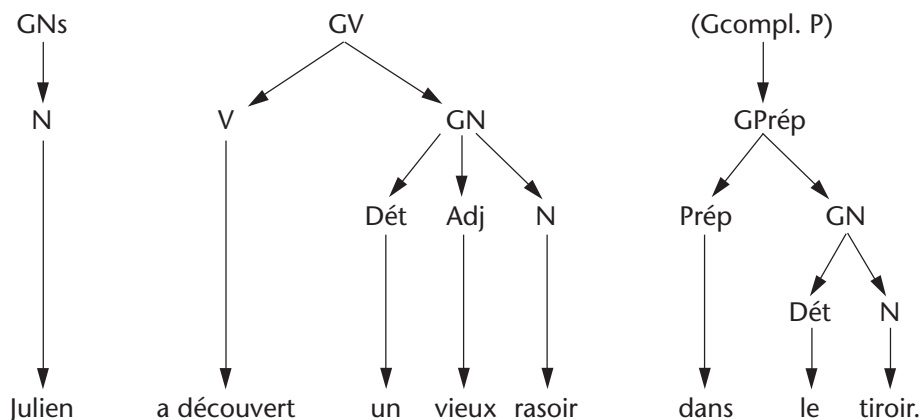 GNs GV (Gcompl. P)
N V GN GPrép
Dét Adj N Prép GN
Dét N
Julien a découvert un vieux rasoir dans le tiroir.